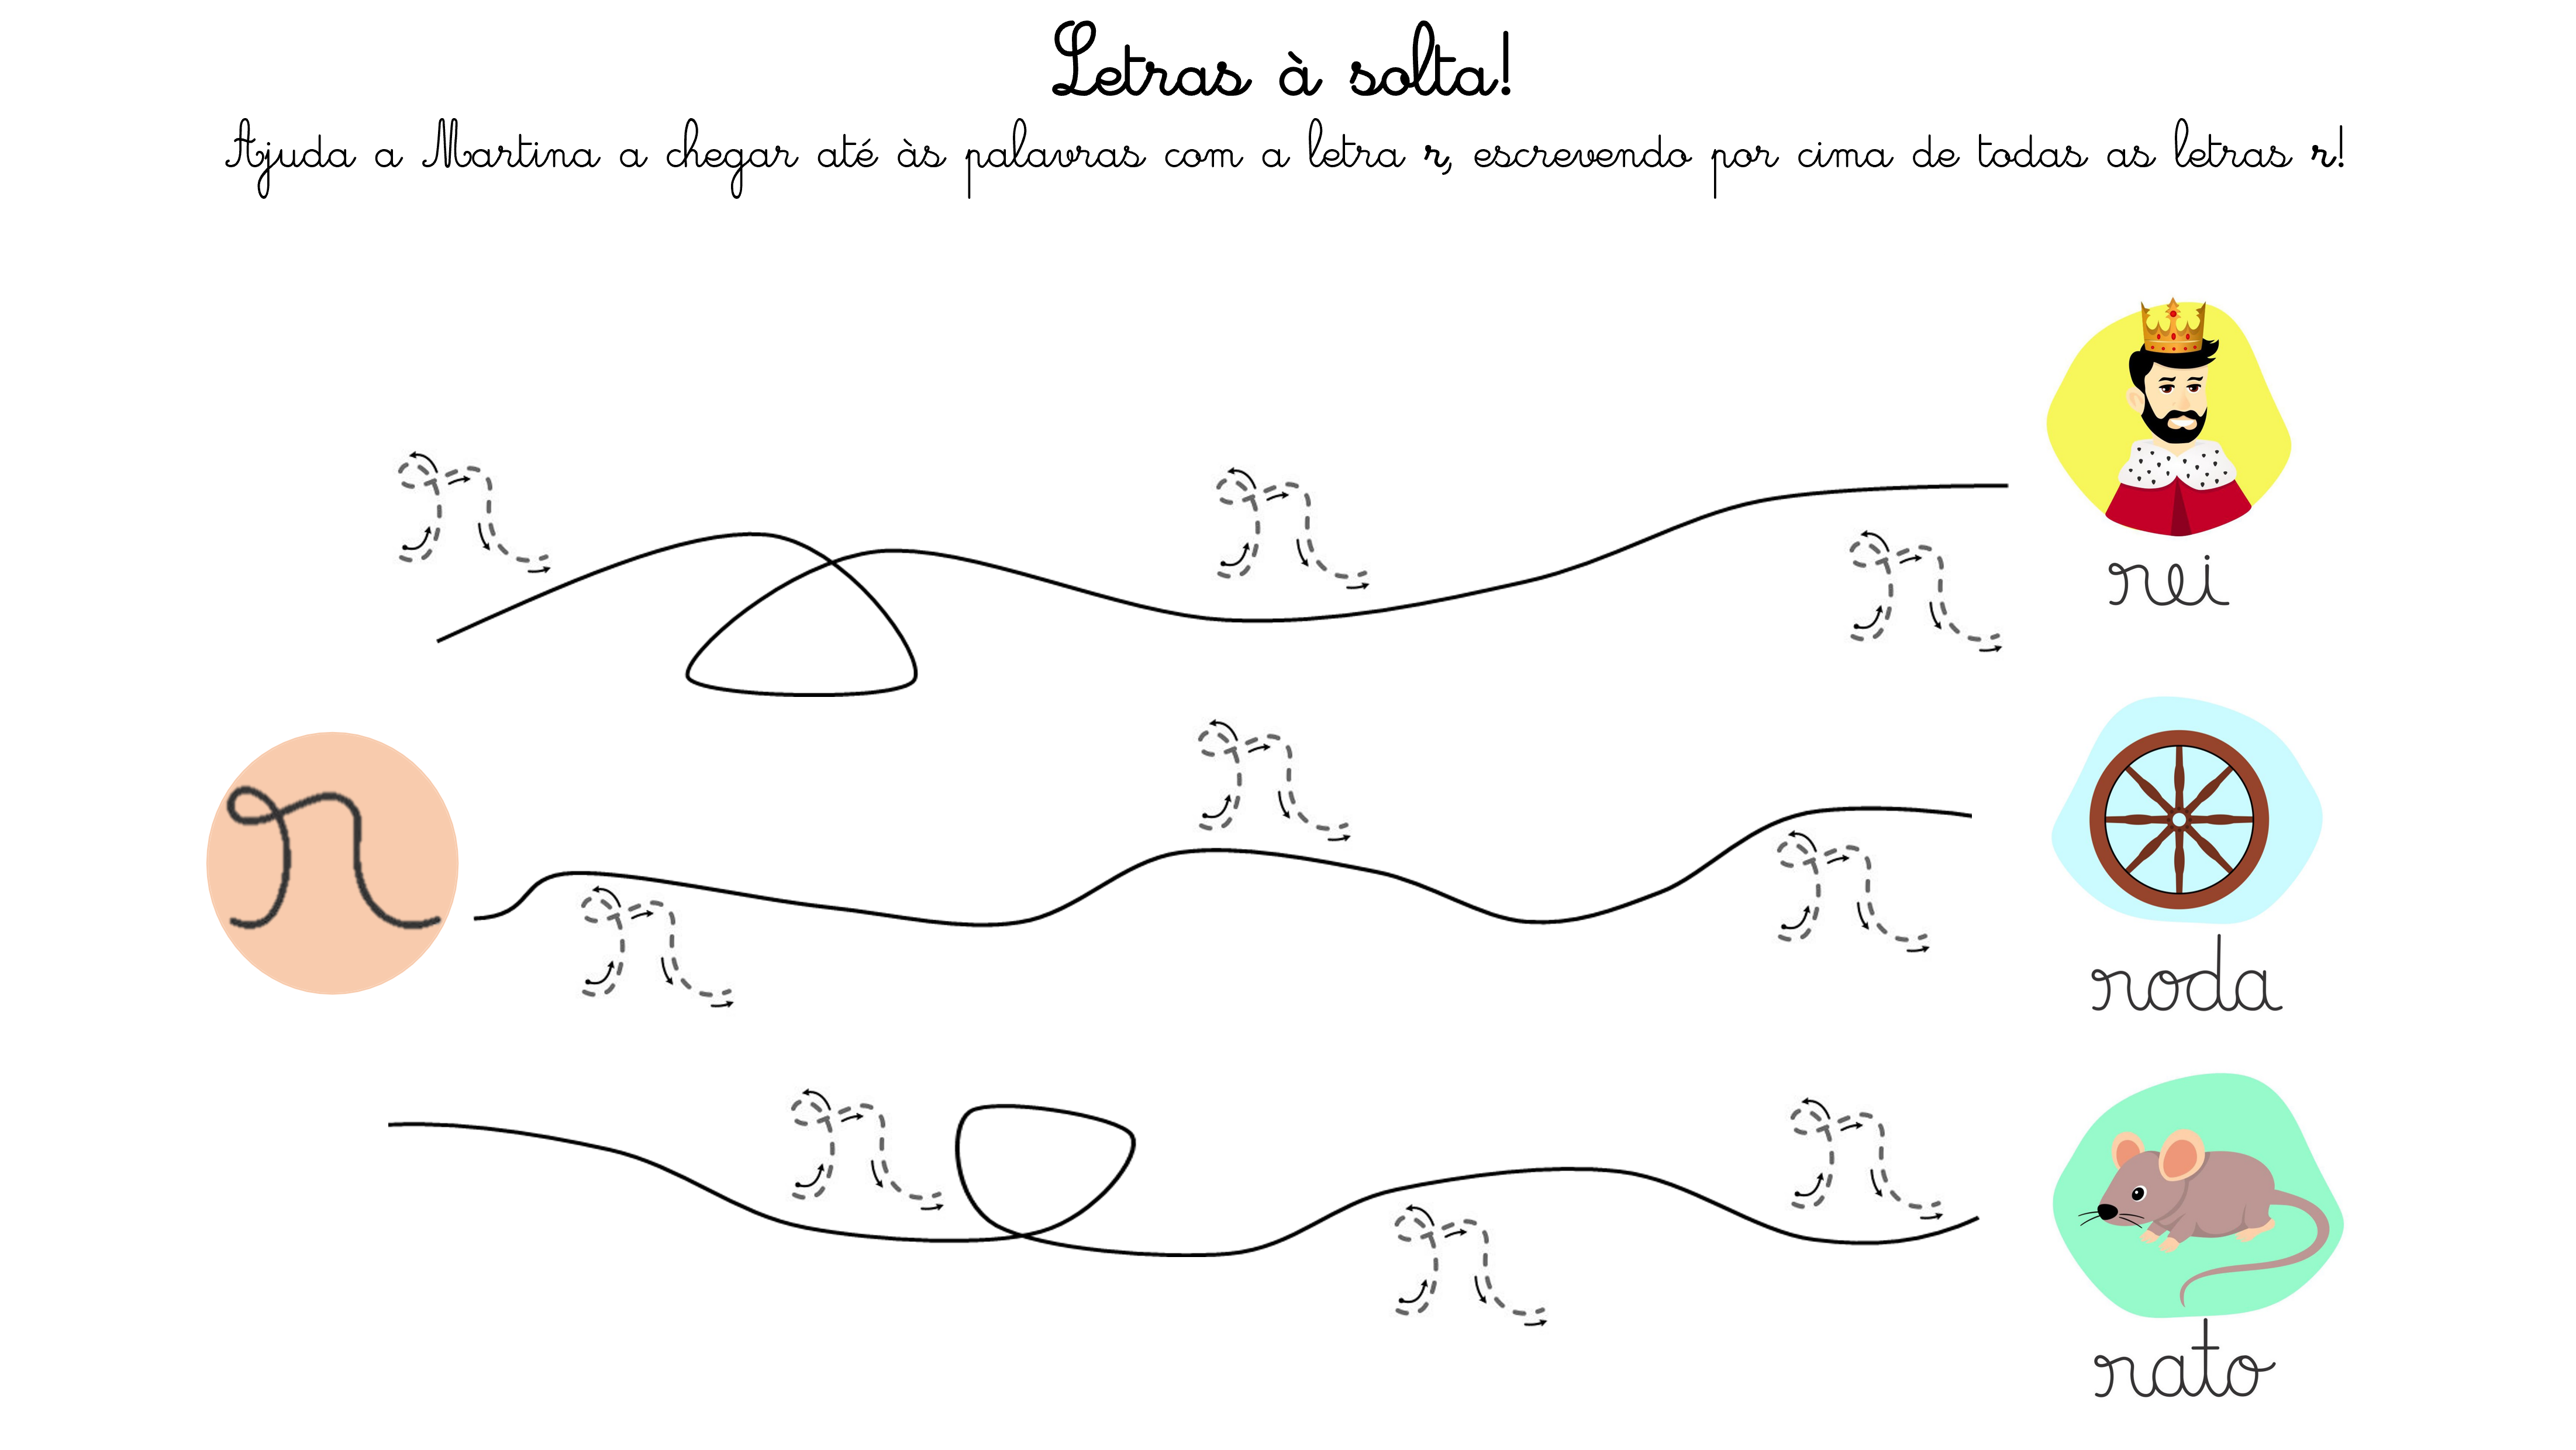 Letras à solta!
Ajuda a Martina a chegar até às palavras com a letra r, escrevendo por cima de todas as letras r!
r
r
r
rei
r
r
r
r
roda
r
r
r
rato